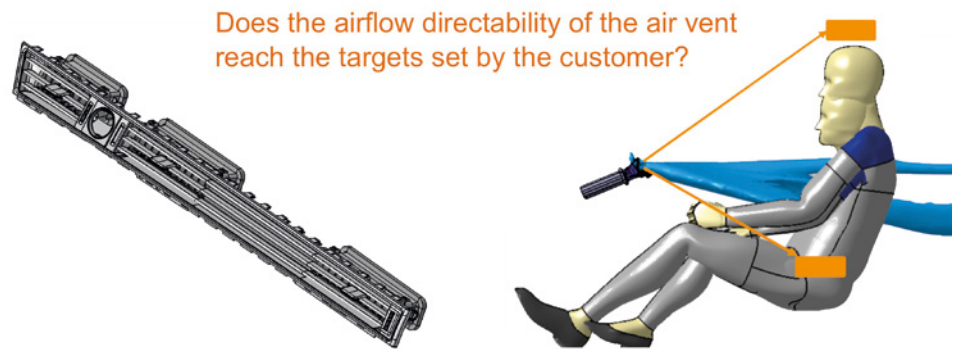 Does the airflow directability of the air vent
reach the targets set by the customer?